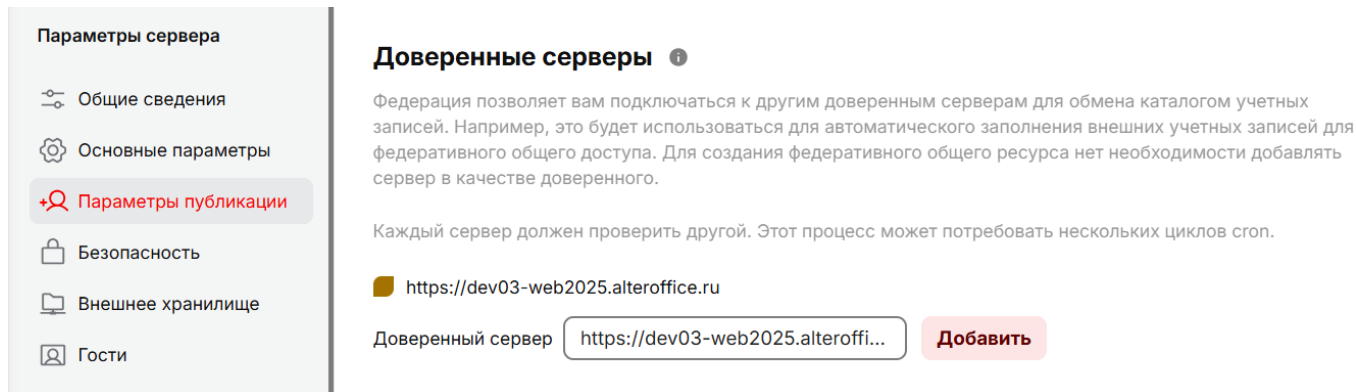 Параметры сервера
Общие сведения
Основные параметры
Параметры публикации
Безопасность
Внешнее хранилище
Гости
Доверенные серверы
Федерация позволяет вам подключаться к другим доверенным серверам для обмена каталогом учетных
записей. Например, это будет использоваться для автоматического заполнения внешних учетных записей для
федеративного общего доступа. Для создания федеративного общего ресурса нет необходимости добавлять
сервер в качестве доверенного.
Каждый сервер должен проверить другой. Этот процесс может потребовать нескольких циклов cron.
https://dev03-web2025.alteroffice.ru
Доверенный сервер https://dev03-web2025.alteroffi... Добавить